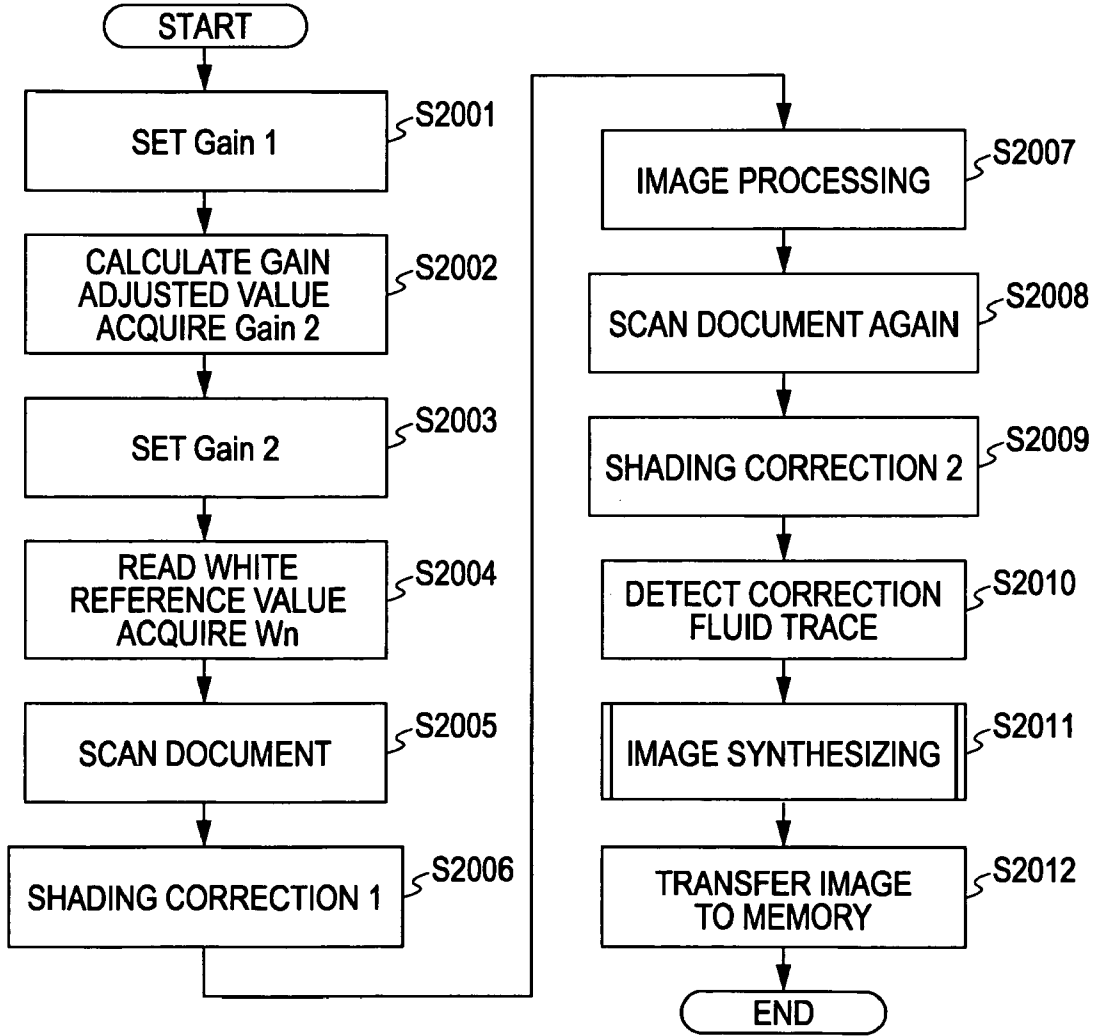 START
SET Gain 1
S2001
CALCULATE GAIN
ADJUSTED VALUE
ACQUIRE Gain 2
S2002
SET Gain 2
S2003
READ WHITE
REFERENCE VALUE
ACQUIRE Wn
S2004
SCAN DOCUMENT
S2005
SHADING CORRECTION 1
S2006
IMAGE PROCESSING
S2007
SCAN DOCUMENT AGAIN
S2008
SHADING CORRECTION 2
S2009
DETECT CORRECTION
FLUID TRACE
S2010
IMAGE SYNTHESIZING
S2011
TRANSFER IMAGE
TO MEMORY
S2012
END